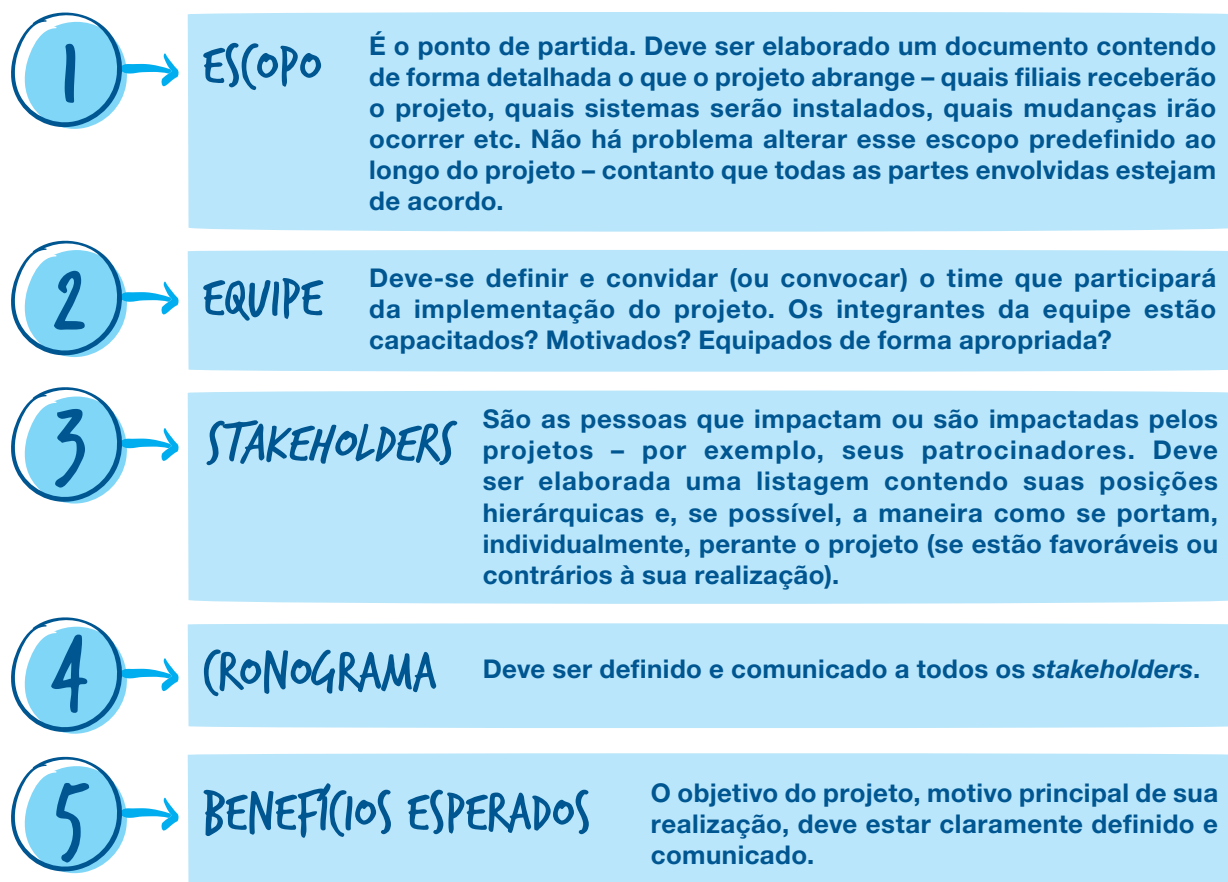 1
ESCOPO
É o ponto de partida. Deve ser elaborado um documento contendo
de forma detalhada o que o projeto abrange – quais filiais receberão
o projeto, quais sistemas serão instalados, quais mudanças irão
ocorrer etc. Não há problema alterar esse escopo predefinido ao
longo do projeto – contanto que todas as partes envolvidas estejam
de acordo.
2
EQUIPE
Deve-se definir e convidar (ou convocar) o time que participará
da implementação do projeto. Os integrantes da equipe estão
capacitados? Motivados? Equipados de forma apropriada?
3
STAKEHOLDERS
São as pessoas que impactam ou são impactadas pelos
projetos – por exemplo, seus patrocinadores. Deve
ser elaborada uma listagem contendo suas posições
hierárquicas e, se possível, a maneira como se portam,
individualmente, perante o projeto (se estão favoráveis ou
contrários à sua realização).
4
CRONOGRAMA
Deve ser definido e comunicado a todos os stakeholders.
5
BENEFÍCIOS ESPERADOS
O objetivo do projeto, motivo principal de sua
realização, deve estar claramente definido e
comunicado.